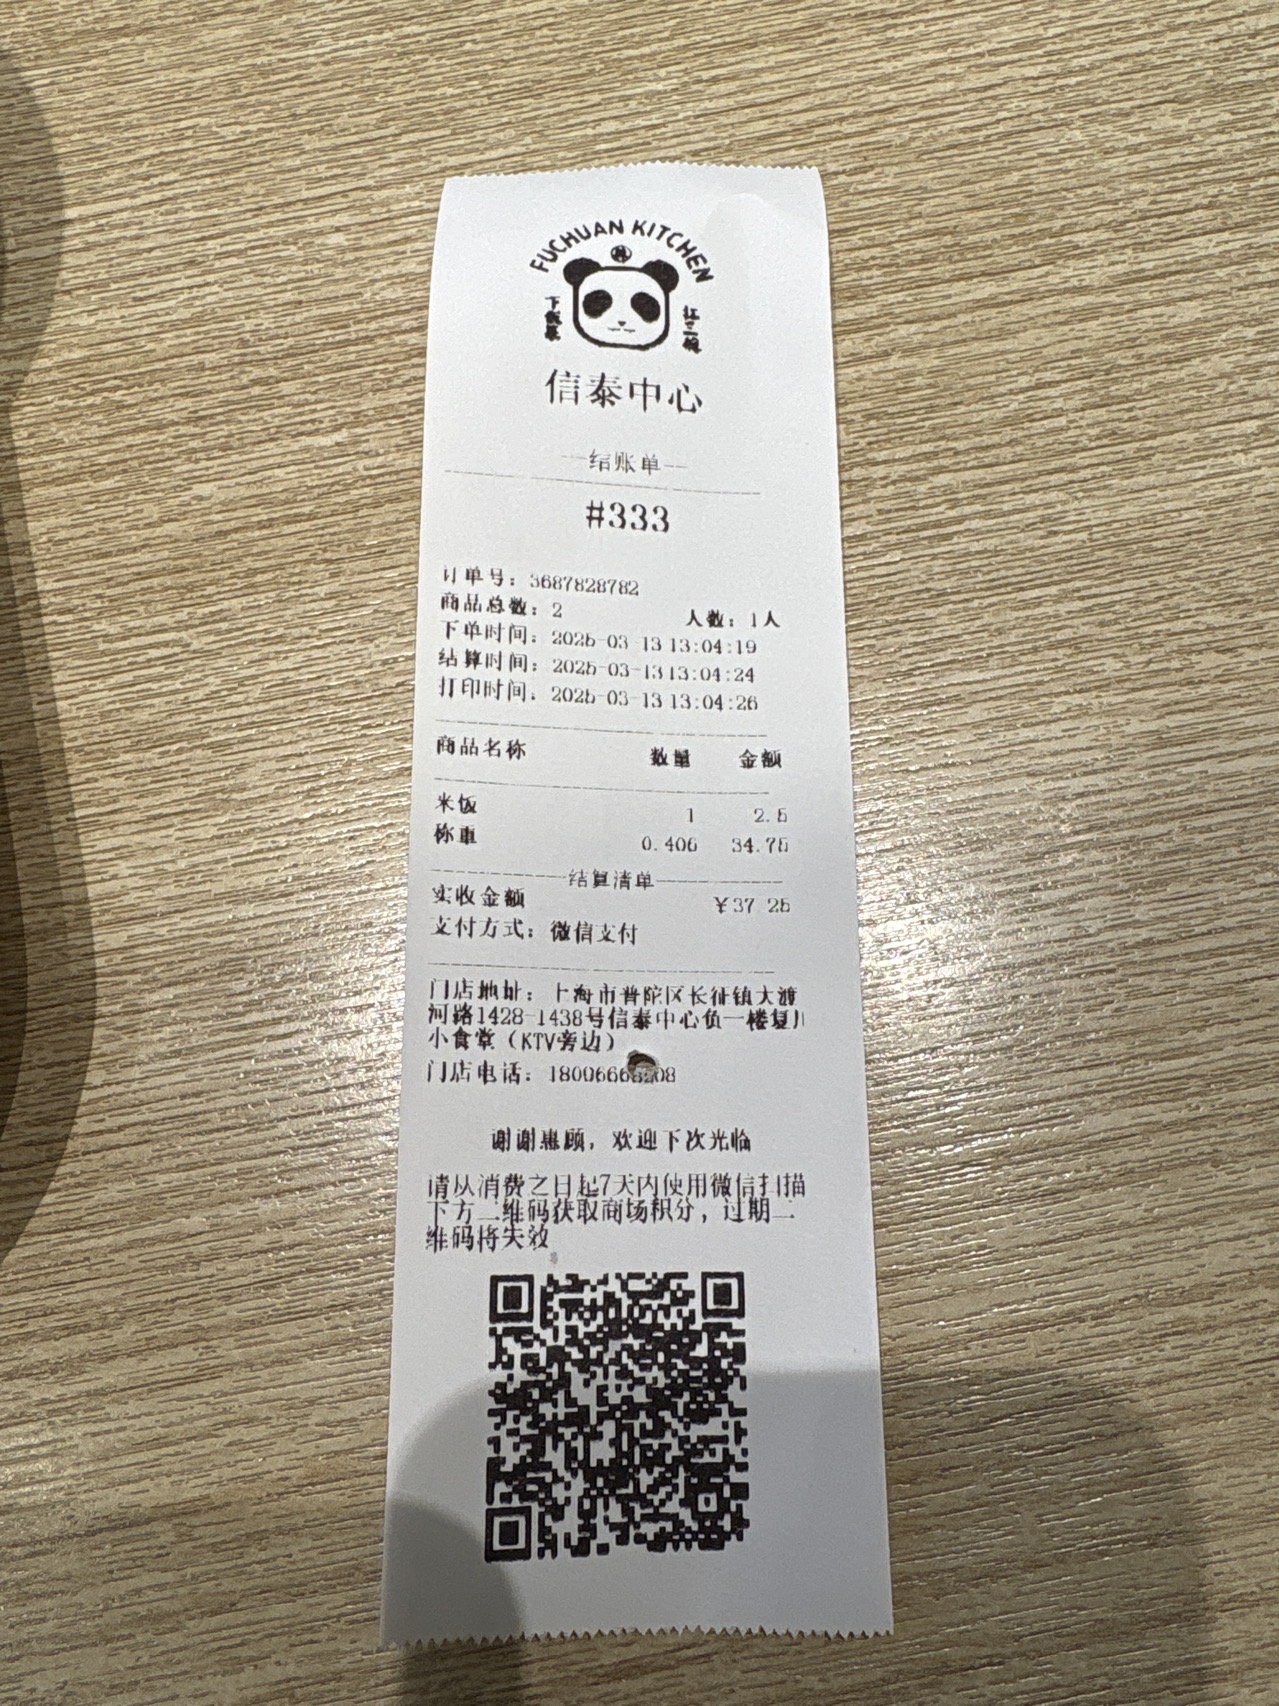 FUCHUAN KITCHEN
下飯菜
扛三碗
信泰中心
—结账单—
#333
订单号：3687828782
商品总数：2 人数：1人
下单时间：2025-03-13 13:04:19
结算时间：2025-03-13 13:04:24
打印时间：2025-03-13 13:04:26
商品名称 数量 金额
米饭 1 2.5
称重 0.406 34.75
结算清单
实收金额 ¥37.25
支付方式：微信支付
门店地址：上海市普陀区长征镇大渡
河路1428-1438号信泰中心负一楼复川
小食堂（KTV旁边）
门店电话：
谢谢惠顾，欢迎下次光临
请从消费之日起7天内使用微信扫描
下方二维码获取商场积分，过期二
维码将失效